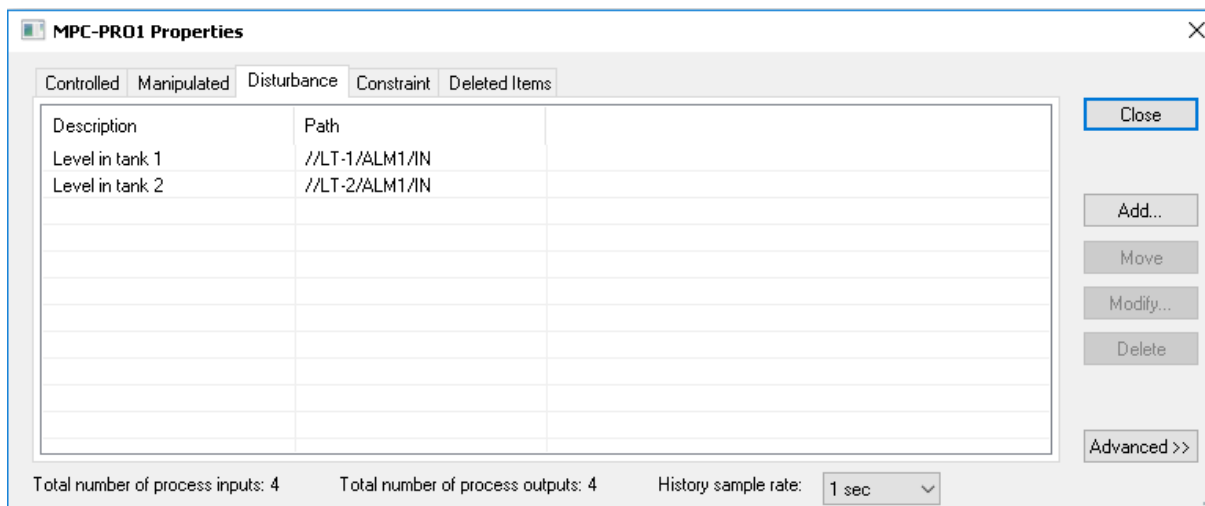 MPC-PRO1 Properties
Controlled Manipulated Disturbance Constraint Deleted Items
Description Path
Level in tank 1 //LT-1/ALM1/IN
Level in tank 2 //LT-2/ALM1/IN
Close
Add...
Move
Modify...
Delete
Advanced >>
Total number of process inputs: 4 Total number of process outputs: 4 History sample rate: 1 sec